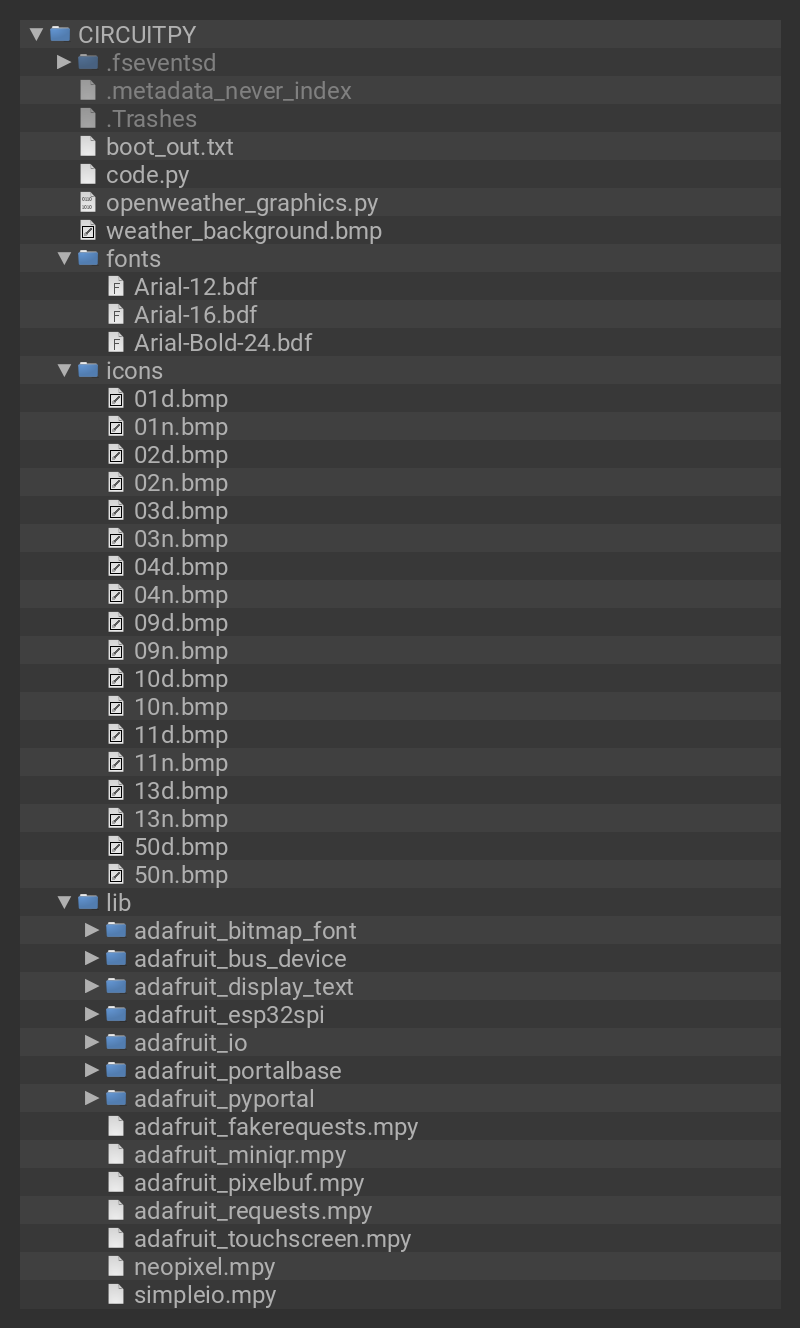 CIRCUITPY
.fseventsd
.metadata_never_index
.Trashes
boot_out.txt
code.py
openweather_graphics.py
weather_background.bmp
fonts
Arial-12.bdf
Arial-16.bdf
Arial-Bold-24.bdf
icons
01d.bmp
01n.bmp
02d.bmp
02n.bmp
03d.bmp
03n.bmp
04d.bmp
04n.bmp
09d.bmp
09n.bmp
10d.bmp
10n.bmp
11d.bmp
11n.bmp
13d.bmp
13n.bmp
50d.bmp
50n.bmp
lib
adafruit_bitmap_font
adafruit_bus_device
adafruit_display_text
adafruit_esp32spi
adafruit_io
adafruit_portalbase
adafruit_pyportal
adafruit_fakerequests.mpy
adafruit_miniqr.mpy
adafruit_pixelbuf.mpy
adafruit_requests.mpy
adafruit_touchscreen.mpy
neopixel.mpy
simpleio.mpy